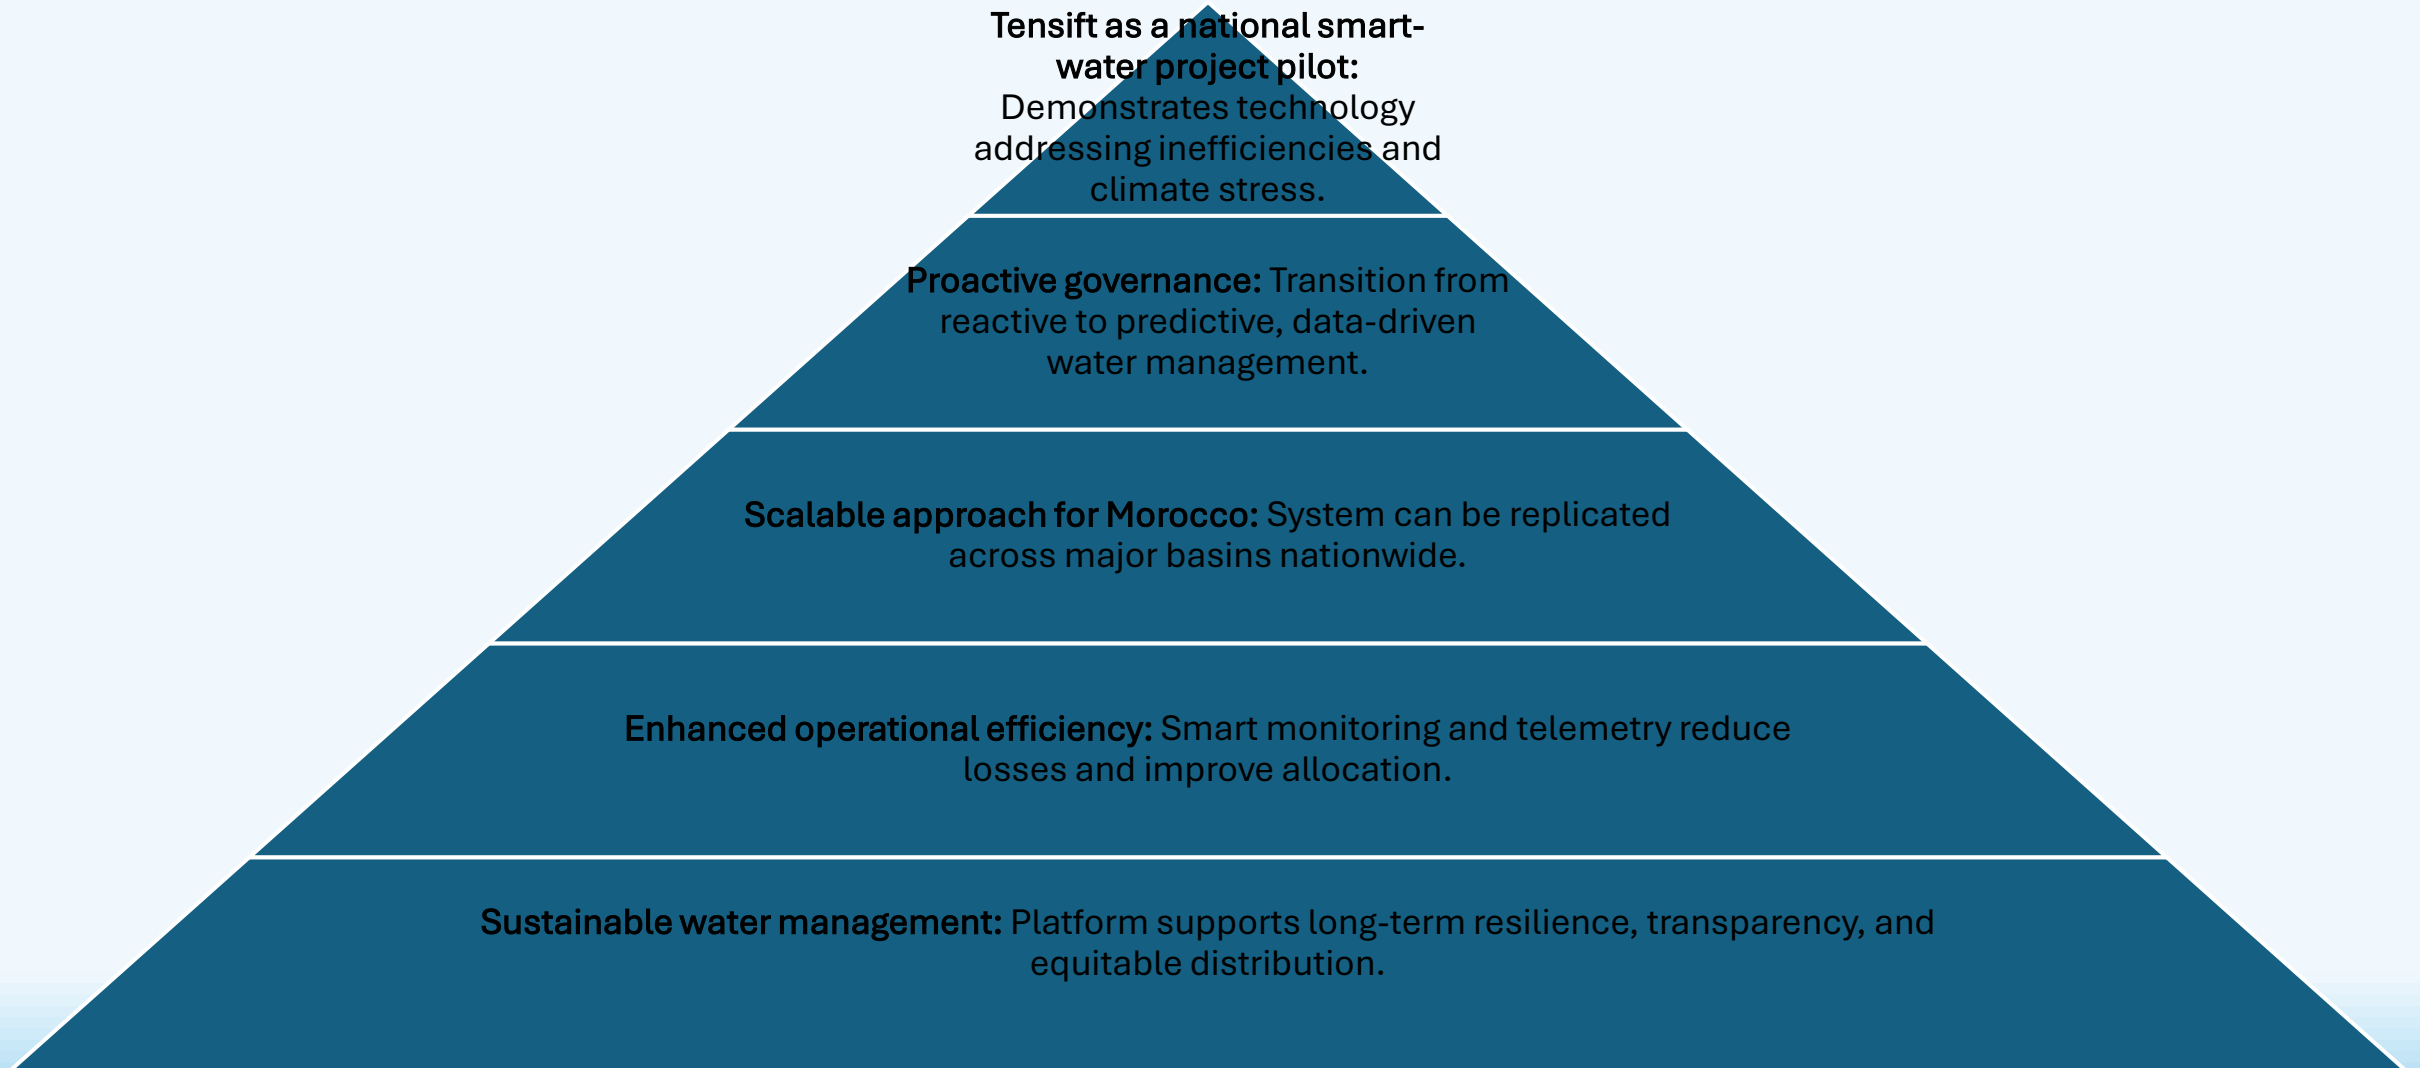 Tensift as a national smart-
water project pilot:
Demonstrates technology
addressing inefficiencies and
climate stress.
Proactive governance: Transition from
reactive to predictive, data-driven
water management.
Scalable approach for Morocco: System can be replicated
across major basins nationwide.
Enhanced operational efficiency: Smart monitoring and telemetry reduce
losses and improve allocation.
Sustainable water management: Platform supports long-term resilience, transparency, and
equitable distribution.